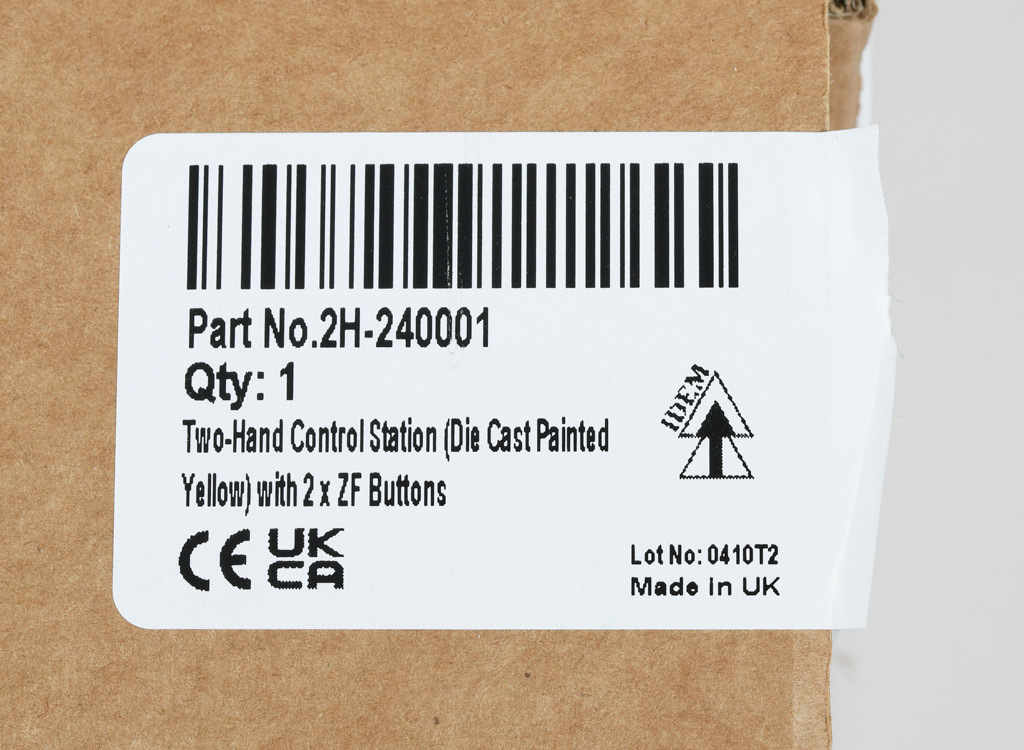 Part No.2H-240001
Qty: 1
Two-Hand Control Station (Die Cast Painted
Yellow) with 2 x ZF Buttons
IDEM
CE UK
CA
Lot No: 0410T2
Made in UK